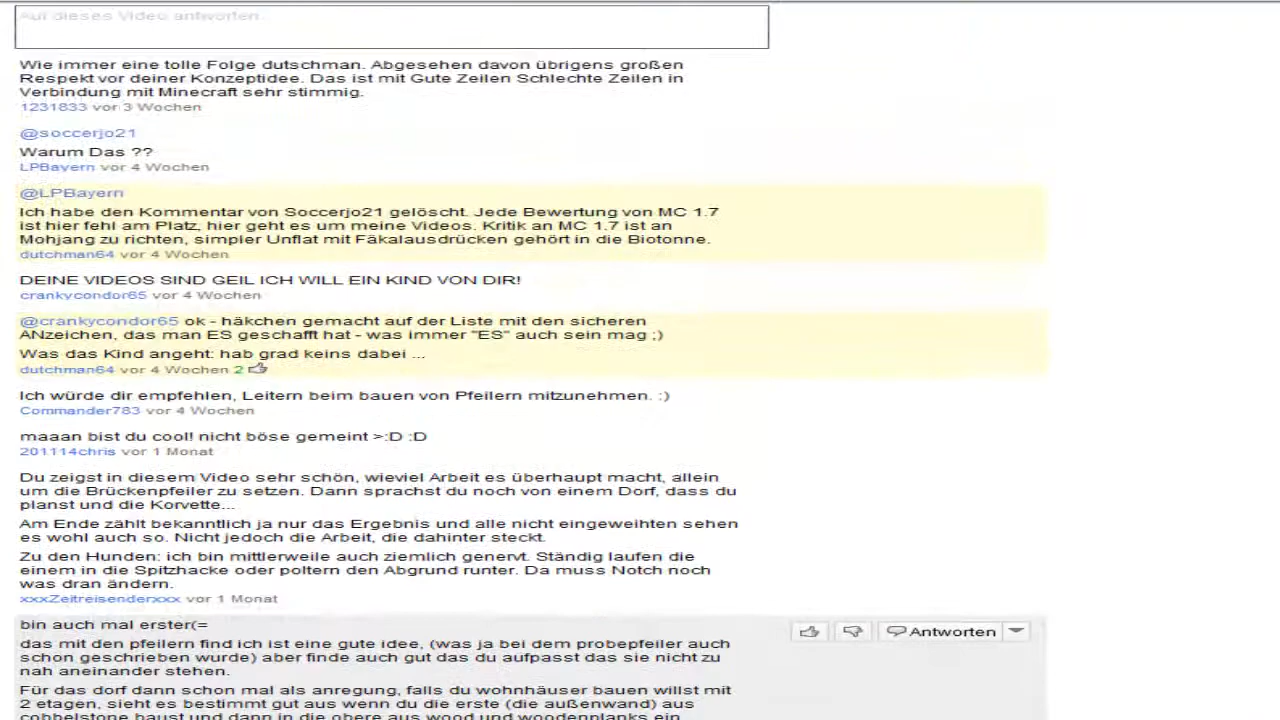 Auf dieses Video antworten...
Wie immer eine tolle Folge dutschman. Abgesehen davon übrigens großen
Respekt vor deiner Konzeptidee. Das ist mit Gute Zeilen Schlechte Zeilen in
Verbindung mit Minecraft sehr stimmig.
1231833 vor 3 Wochen
@soccerjo21
Warum Das ??
LPBayern vor 4 Wochen
@LPBayern
Ich habe den Kommentar von Soccerjo21 gelöscht. Jede Bewertung von MC 1.7
ist hier fehl am Platz, hier geht es um meine Videos. Kritik an MC 1.7 ist an
Mohjang zu richten, simpler Unflat mit Fäkalausdrücken gehört in die Biotonne.
dutchman64 vor 4 Wochen
DEINE VIDEOS SIND GEIL ICH WILL EIN KIND VON DIR!
crankycondor65 vor 4 Wochen
@crankycondor65 ok - häkchen gemacht auf der Liste mit den sicheren
ANzeichen, das man ES geschafft hat - was immer "ES" auch sein mag ;)
Was das Kind angeht: hab grad keins dabei ...
dutchman64 vor 4 Wochen 2
Ich würde dir empfehlen, Leitern beim bauen von Pfeilern mitzunehmen. :)
Commander783 vor 4 Wochen
maaan bist du cool! nicht böse gemeint >:D :D
201114chris vor 1 Monat
Du zeigst in diesem Video sehr schön, wieviel Arbeit es überhaupt macht, allein
um die Brückenpfeiler zu setzen. Dann sprachst du noch von einem Dorf, dass du
planst und die Korvette...
Am Ende zählt bekanntlich ja nur das Ergebnis und alle nicht eingeweihten sehen
es wohl auch so. Nicht jedoch die Arbeit, die dahinter steckt.
Zu den Hunden: ich bin mittlerweile auch ziemlich genervt. Ständig laufen die
einem in die Spitzhacke oder poltern den Abgrund runter. Da muss Notch noch
was dran ändern.
xxxZeitreisenderxxx vor 1 Monat
bin auch mal erster(=
Antworten
das mit den pfeilern find ich ist eine gute idee, (was ja bei dem probepfeiler auch
schon geschrieben wurde) aber finde auch gut das du aufpasst das sie nicht zu
nah aneinander stehen.
Für das dorf dann schon mal als anregung, falls du wohnhäuser bauen willst mit
2 etagen, sieht es bestimmt gut aus wenn du die erste (die außenwand) aus
cobbelstone baust und dann in die obere aus wood und woodenplanks ein